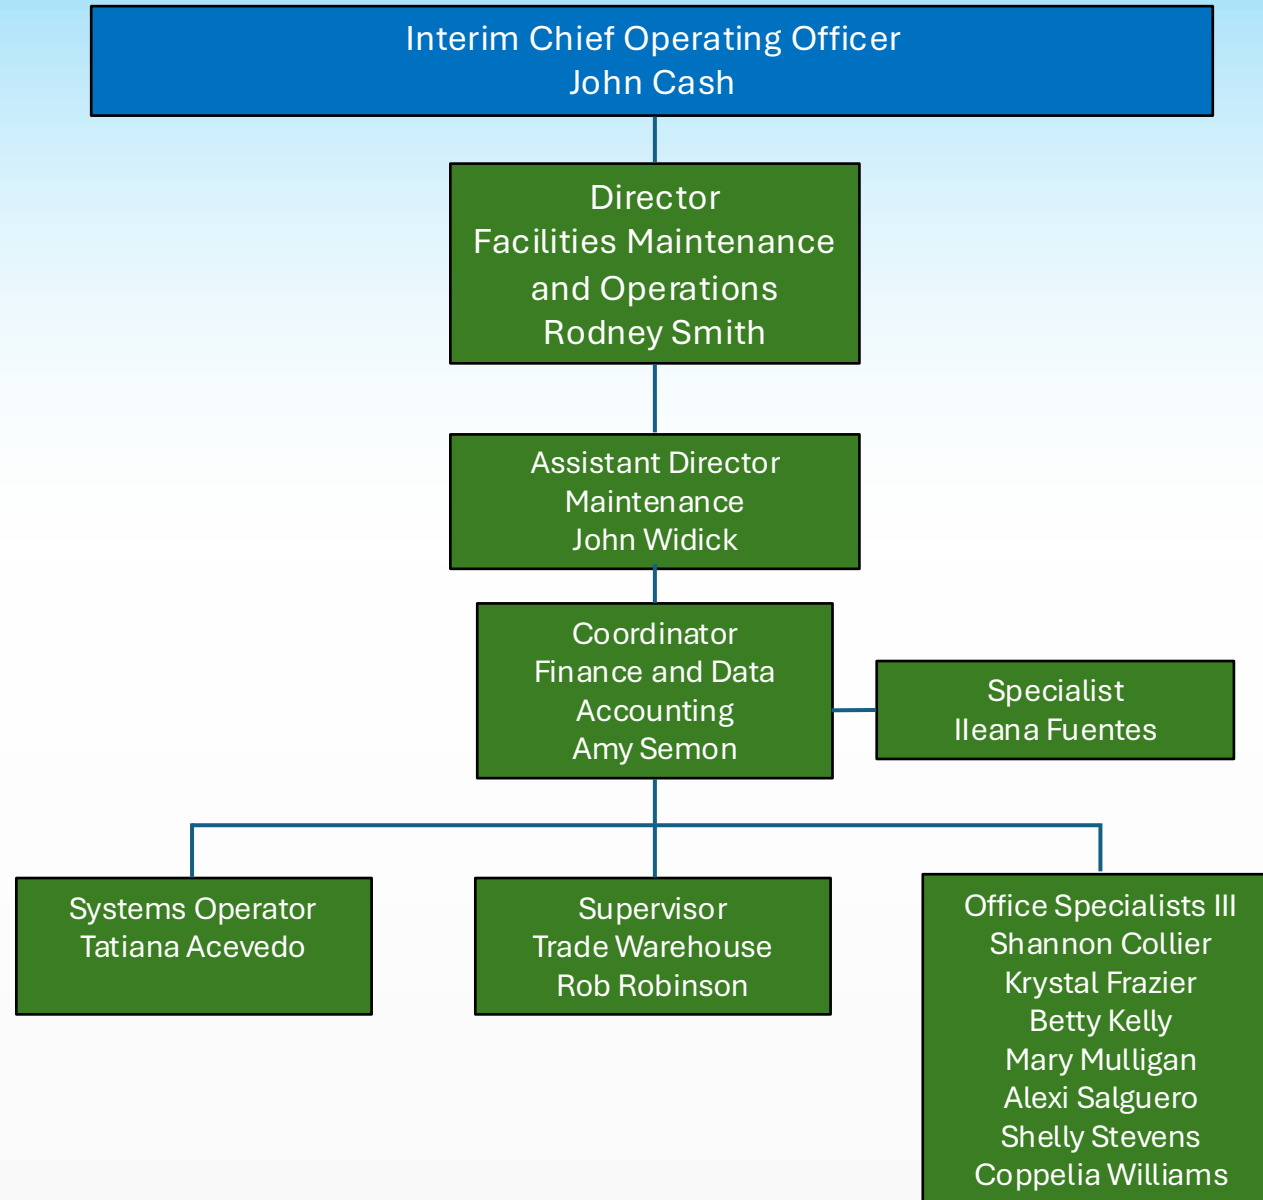 Interim Chief Operating Officer
John Cash
Director
Facilities Maintenance
and Operations
Rodney Smith
Assistant Director
Maintenance
John Widick
Coordinator
Finance and Data
Accounting
Amy Semon
Specialist
Ileana Fuentes
Systems Operator
Tatiana Acevedo
Supervisor
Trade Warehouse
Rob Robinson
Office Specialists III
Shannon Collier
Krystal Frazier
Betty Kelly
Mary Mulligan
Alexi Salguero
Shelly Stevens
Coppelia Williams